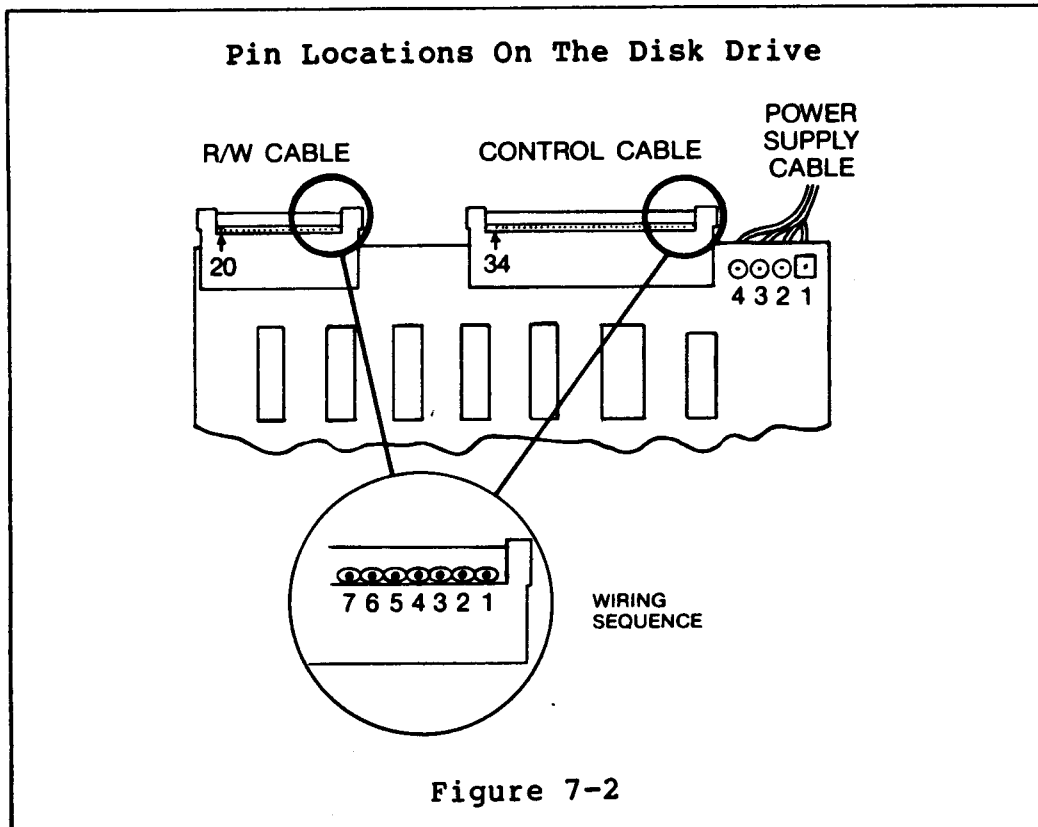 Pin Locations On The Disk Drive
R/W CABLE
CONTROL CABLE
POWER
SUPPLY
CABLE
20
34
4 3 2 1
7 6 5 4 3 2 1
WIRING
SEQUENCE
Figure 7-2